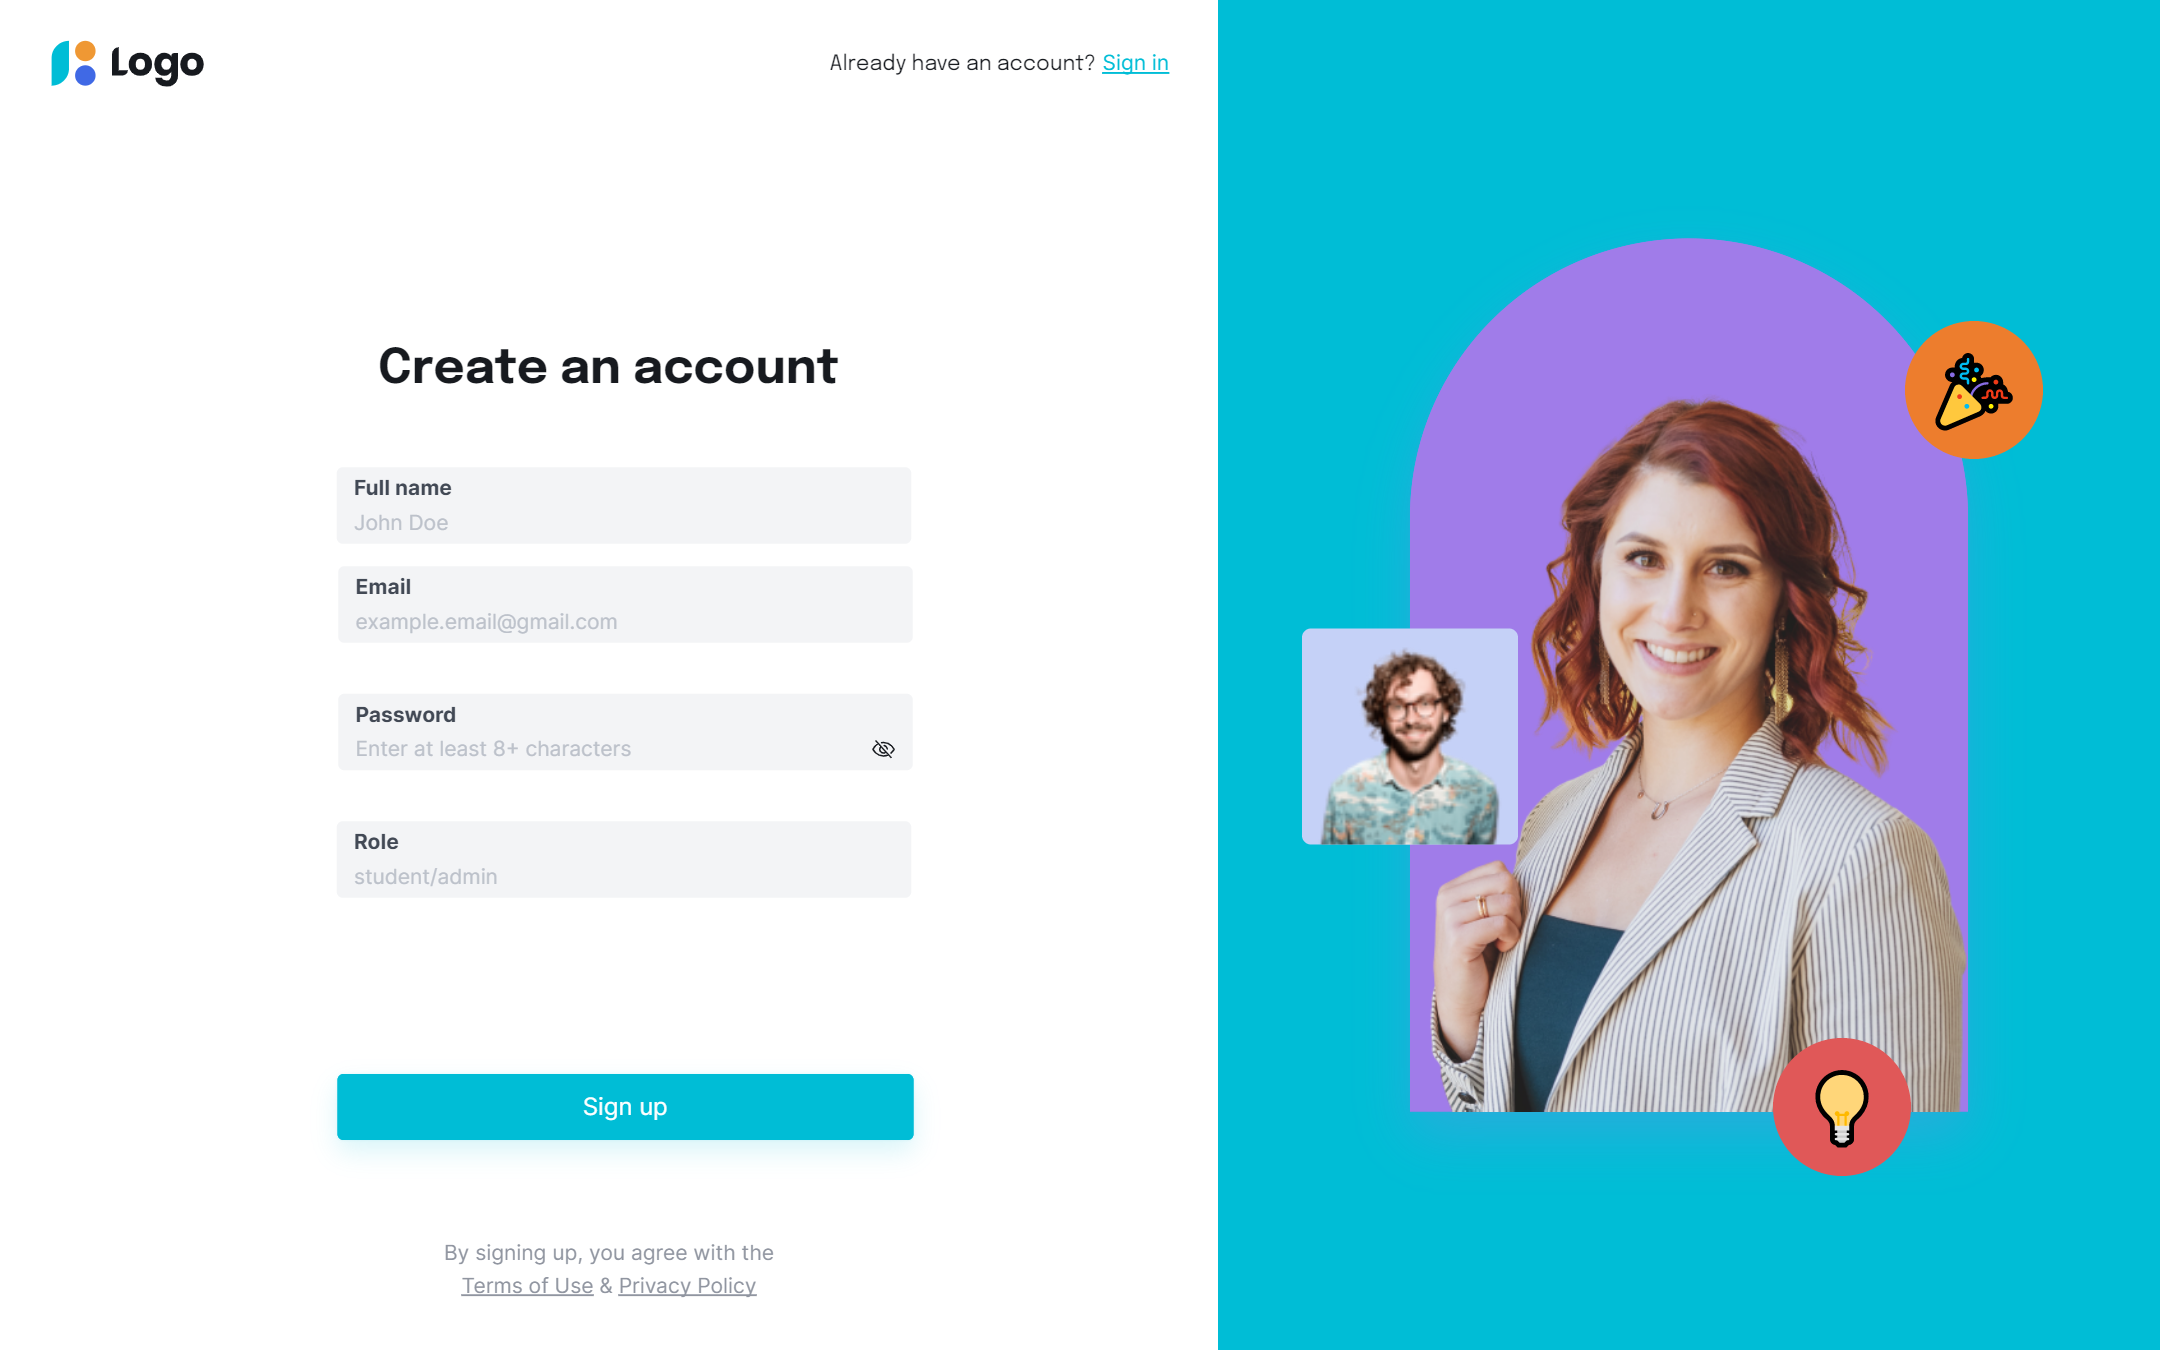 Logo
Already have an account? Sign in
Create an account
Full name
John Doe
Email
example.email@gmail.com
Password
Enter at least 8+ characters
Role
student/admin
Sign up
By signing up, you agree with the
Terms of Use & Privacy Policy